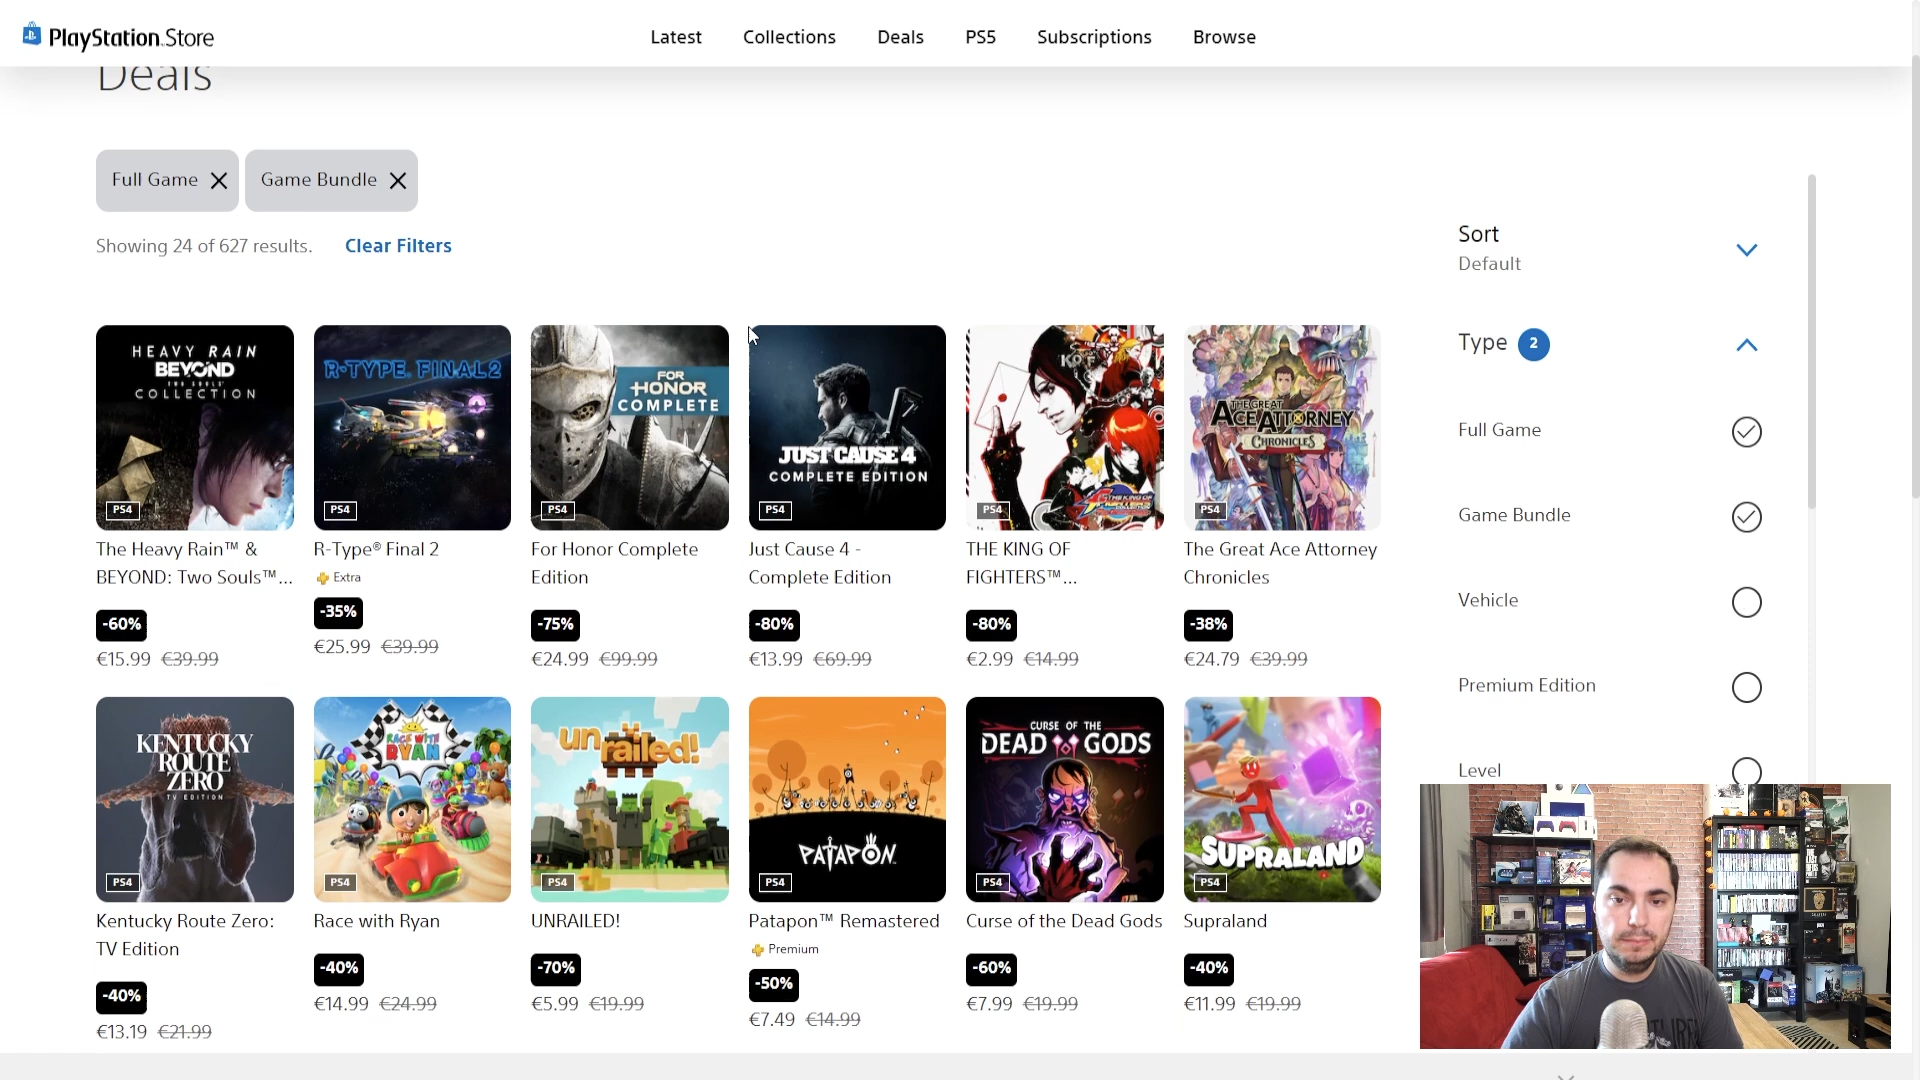 PlayStation Store
Latest
Collections
Deals
PS5
Subscriptions
Browse
Deals
Full Game
Game Bundle
Showing 24 of 627 results.
Clear Filters
Sort
Default
Type 2
Full Game
Game Bundle
Vehicle
Premium Edition
Level
HEAVY RAIN
BEYOND
TWO SOULS
COLLECTION
PS4
The Heavy Rain™ &
BEYOND: Two Souls™...
-60%
€15.99 €39.99
R-TYPE FINAL 2
PS4
R-Type® Final 2
Extra
-35%
€25.99 €39.99
FOR
HONOR
COMPLETE
PS4
For Honor Complete
Edition
-75%
€24.99 €99.99
JUST CAUSE 4
COMPLETE EDITION
PS4
Just Cause 4 -
Complete Edition
-80%
€13.99 €69.99
KOF
PS4
THE KING OF
FIGHTERS™...
-80%
€2.99 €14.99
THE GREAT
ACE ATTORNEY
CHRONICLES
PS4
The Great Ace Attorney
Chronicles
-38%
€24.79 €39.99
KENTUCKY
ROUTE
ZERO
TV EDITION
PS4
Kentucky Route Zero:
TV Edition
-40%
€13.19 €21.99
RACE WITH
RYAN
PS4
Race with Ryan
-40%
€14.99 €24.99
unrailed!
PS4
UNRAILED!
-70%
€5.99 €19.99
PATAPON
PS4
Patapon™ Remastered
Premium
-50%
€7.49 €14.99
CURSE OF THE
DEAD GODS
PS4
Curse of the Dead Gods
-60%
€7.99 €19.99
SUPRALAND
PS4
Supraland
-40%
€11.99 €19.99